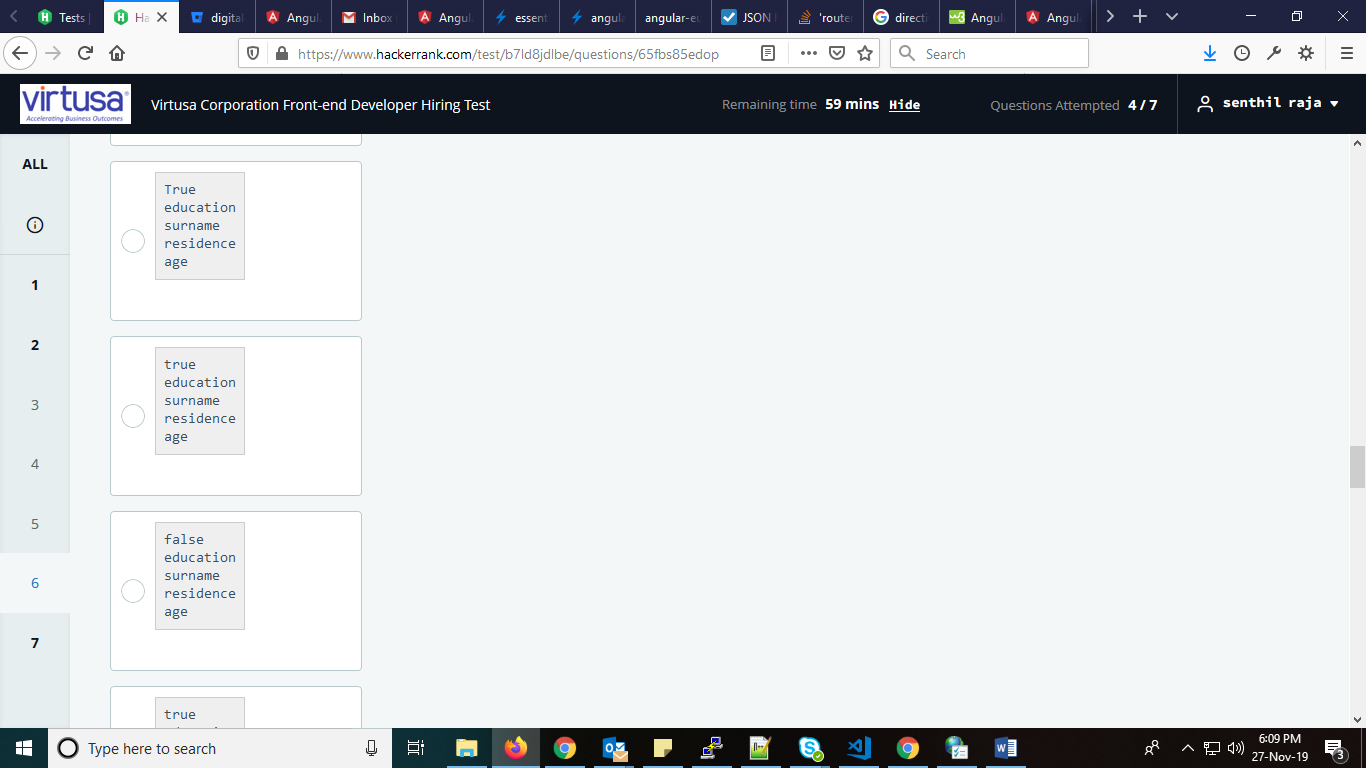 Tests
Ha
digital
Angul
Inbox
Angul
essent
angula
angular-eu
JSON
'route
directi
Angul
Angul
https://www.hackerrank.com/test/b7ld8jdlbe/questions/65fbs85edop
Search
virtusa
Accelerating Business Outcomes
Virtusa Corporation Front-end Developer Hiring Test
Remaining time 59 mins Hide
Questions Attempted 4 / 7
senthil raja
ALL
1
2
3
4
5
6
7
True
education
surname
residence
age
true
education
surname
residence
age
false
education
surname
residence
age
true
Type here to search
6:09 PM
27-Nov-19
3